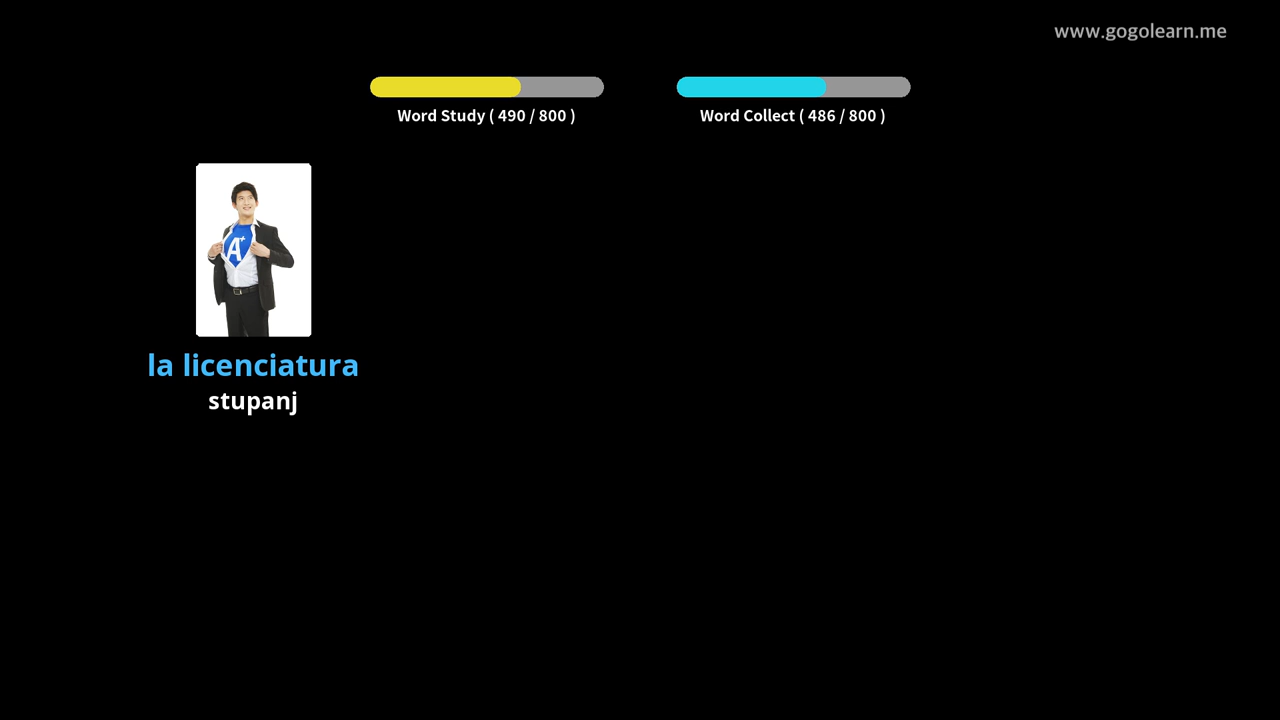 www.gogolearn.me
Word Study ( 490 / 800 )
Word Collect ( 486 / 800 )
A+
la licenciatura
stupanj